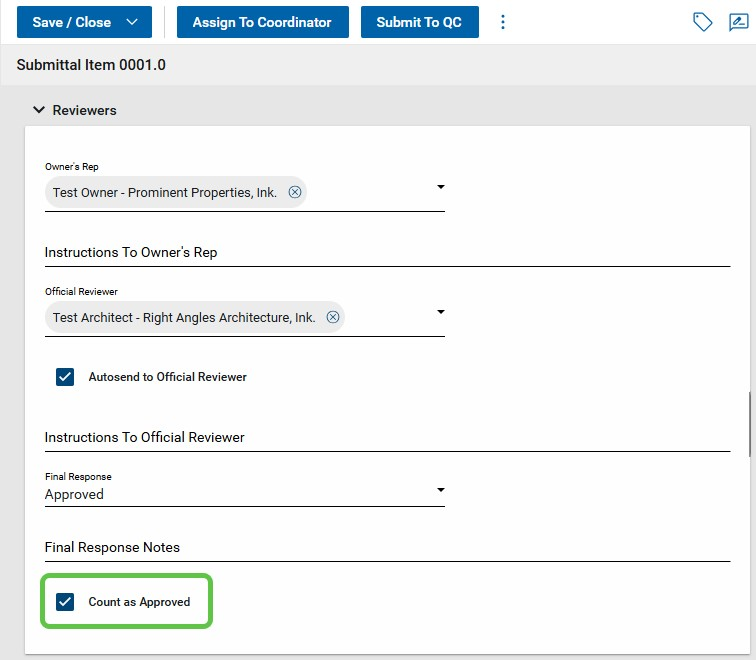 Save / Close
Assign To Coordinator
Submit To QC
Submittal Item 0001.0
Reviewers
Owner's Rep
Test Owner - Prominent Properties, Ink.
Instructions To Owner's Rep
Official Reviewer
Test Architect - Right Angles Architecture, Ink.
Autosend to Official Reviewer
Instructions To Official Reviewer
Final Response
Approved
Final Response Notes
Count as Approved